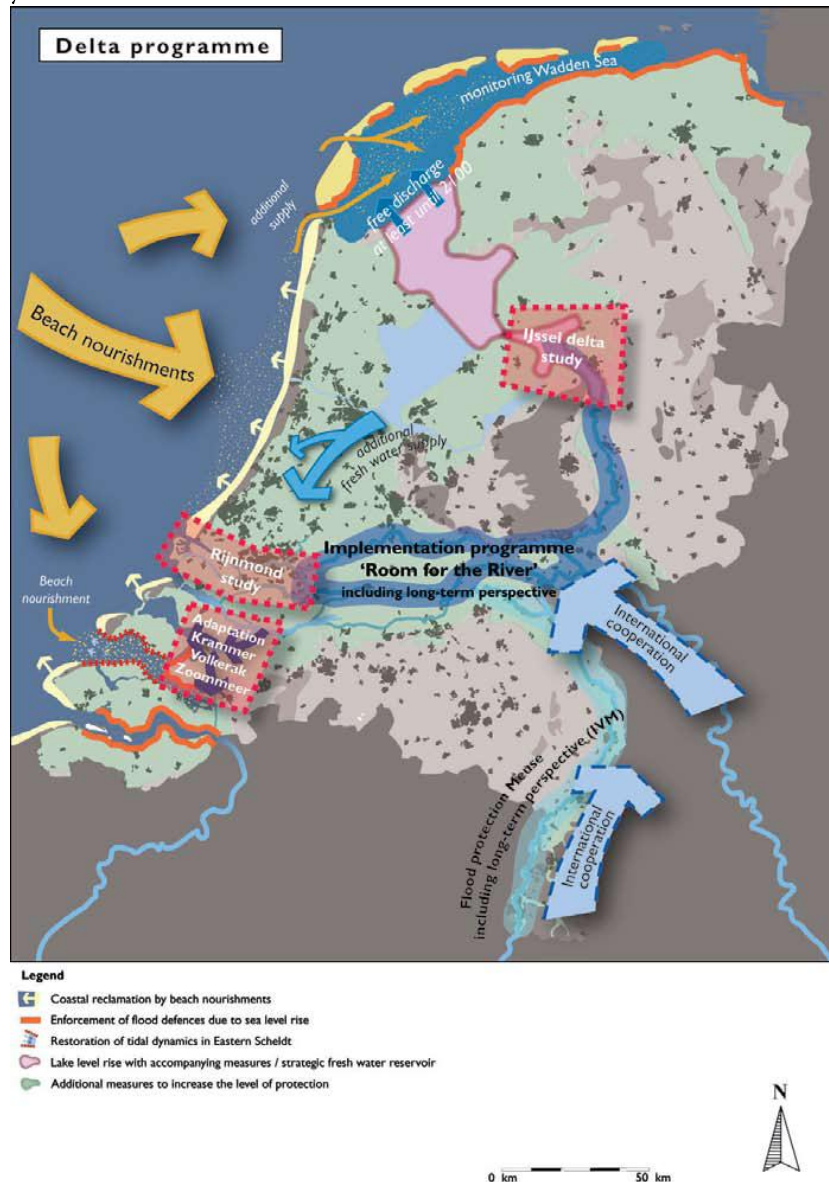 Delta programme
monitoring Wadden Sea
additional
supply
free discharge
at least until 2100
Beach nourishments
IJssel delta
study
additional
fresh water supply
Rijnmond
study
Implementation programme
'Room for the River'
including long-term perspective
Beach
nourishment
Adaptation
Krammer
Volkerak
Zoommeer
International
cooperation
Flood protection Meuse
including long-term perspective (IVM)
International
cooperation
Legend
Coastal reclamation by beach nourishments
Enforcement of flood defences due to sea level rise
Restoration of tidal dynamics in Eastern Scheldt
Lake level rise with accompanying measures / strategic fresh water reservoir
Additional measures to increase the level of protection
N
0 km 50 km